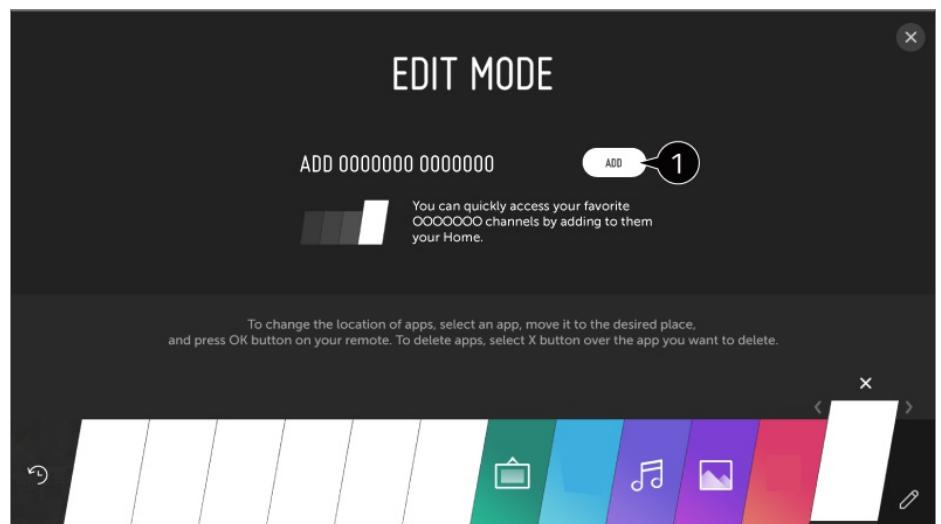 EDIT MODE
ADD OOOOOOO OOOOOOO
ADD
1
You can quickly access your favorite
OOOOOOO channels by adding to them
your Home.
To change the location of apps, select an app, move it to the desired place,
and press OK button on your remote. To delete apps, select X button over the app you want to delete.